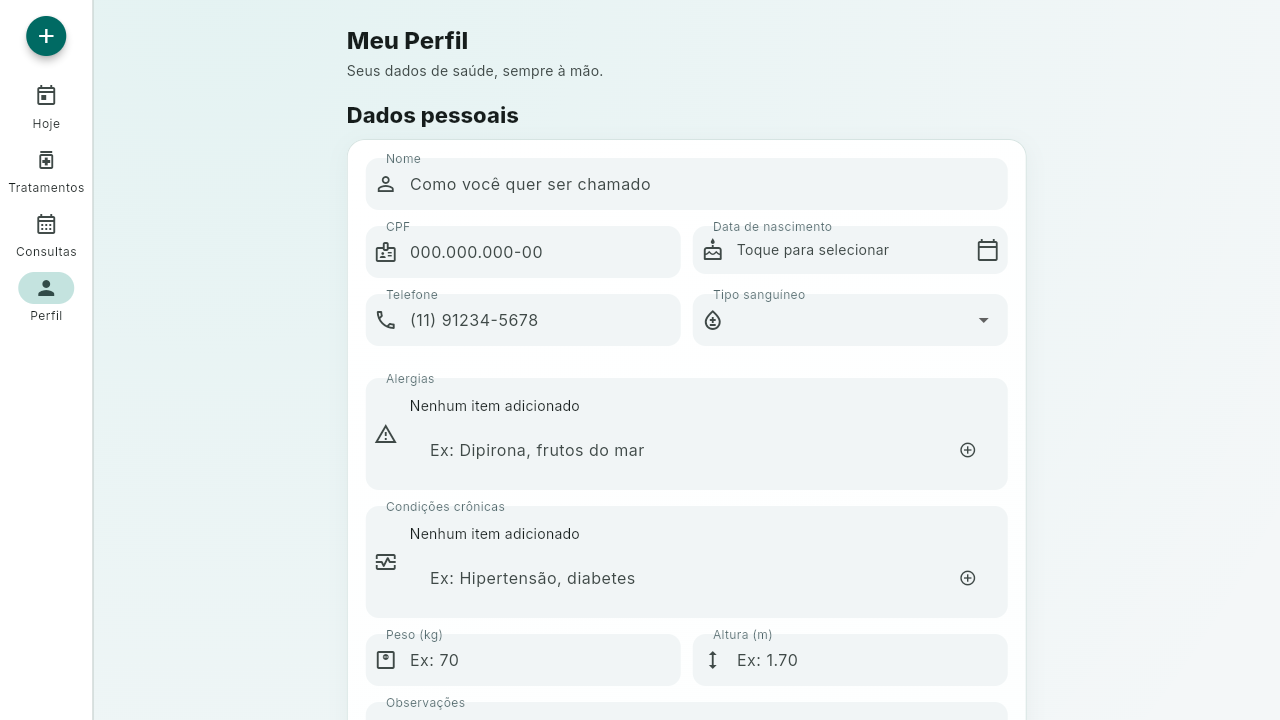 Hoje
Tratamentos
Consultas
Perfil
Meu Perfil
Seus dados de saúde, sempre à mão.
Dados pessoais
Nome
Como você quer ser chamado
CPF
000.000.000-00
Data de nascimento
Toque para selecionar
Telefone
(11) 91234-5678
Tipo sanguíneo
Alergias
Nenhum item adicionado
Ex: Dipirona, frutos do mar
Condições crônicas
Nenhum item adicionado
Ex: Hipertensão, diabetes
Peso (kg)
Ex: 70
Altura (m)
Ex: 1.70
Observações